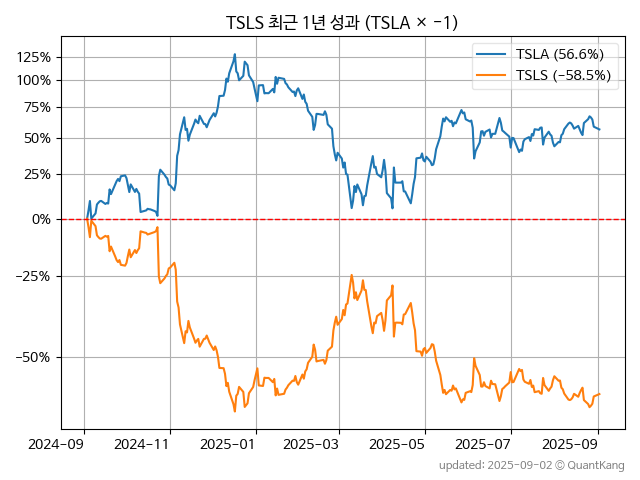 TSLS 최근 1년 성과 (TSLA × −1)
TSLA (56.6%)
TSLS (−58.5%)
125%
100%
75%
50%
25%
0%
−25%
−50%
2024-09 2024-11 2025-01 2025-03 2025-05 2025-07 2025-09
updated: 2025-09-02 © QuantKang